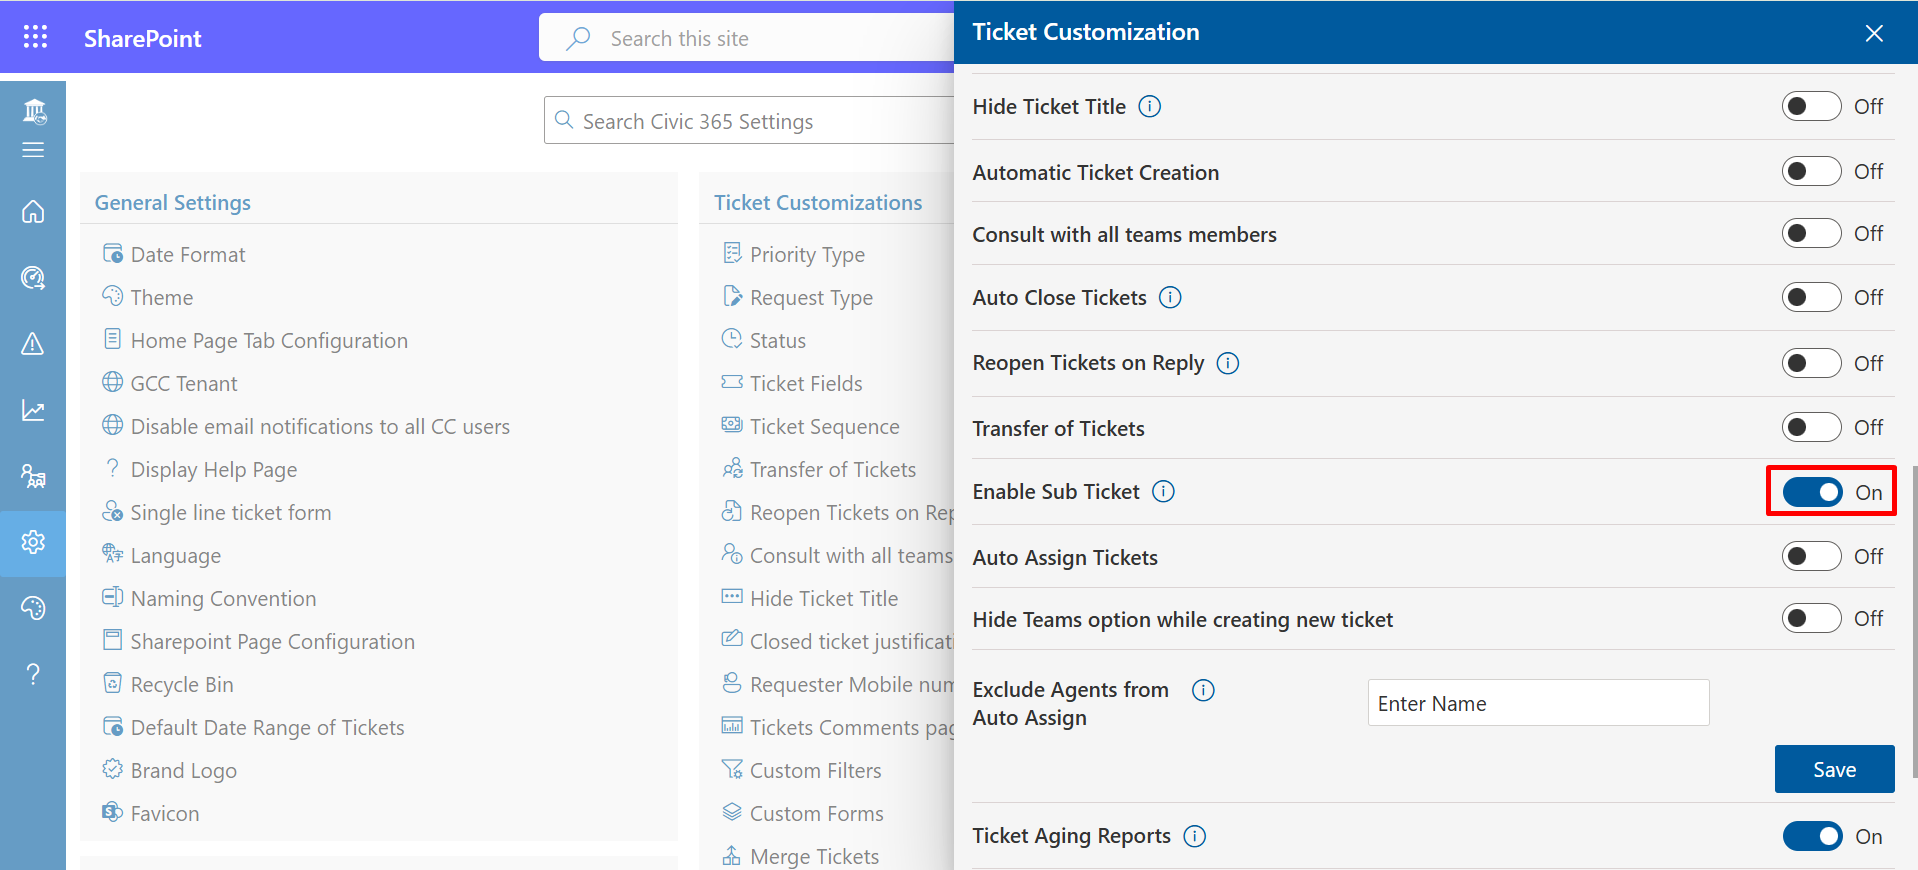 SharePoint
Search this site
Search Civic 365 Settings
General Settings
Date Format
Theme
Home Page Tab Configuration
GCC Tenant
Disable email notifications to all CC users
Display Help Page
Single line ticket form
Language
Naming Convention
Sharepoint Page Configuration
Recycle Bin
Default Date Range of Tickets
Brand Logo
Favicon
Ticket Customizations
Priority Type
Request Type
Status
Ticket Fields
Ticket Sequence
Transfer of Tickets
Reopen Tickets on Rep
Consult with all teams
Hide Ticket Title
Closed ticket justificati
Requester Mobile num
Tickets Comments pag
Custom Filters
Custom Forms
Merge Tickets
Ticket Customization
Hide Ticket Title Off
Automatic Ticket Creation Off
Consult with all teams members Off
Auto Close Tickets Off
Reopen Tickets on Reply Off
Transfer of Tickets Off
Enable Sub Ticket On
Auto Assign Tickets Off
Hide Teams option while creating new ticket Off
Exclude Agents from
Auto Assign
Enter Name
Save
Ticket Aging Reports On